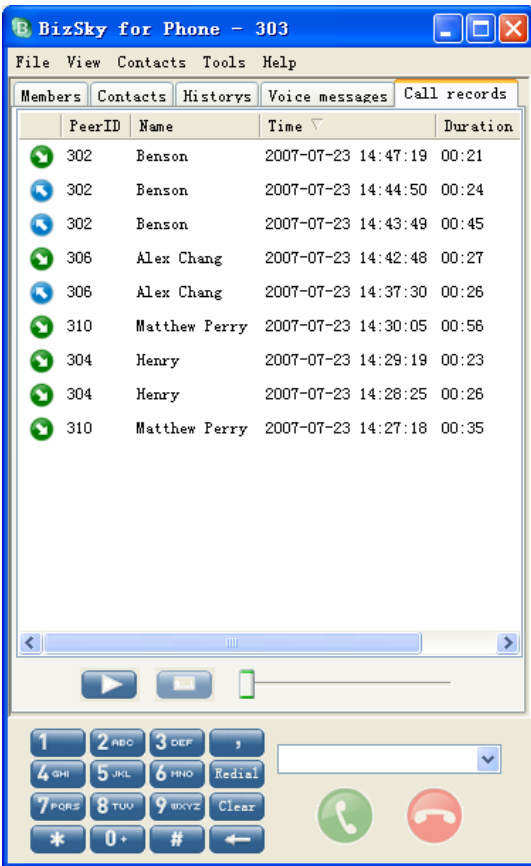 BizSky for Phone - 303
File View Contacts Tools Help
Members Contacts Historys Voice messages Call records
PeerID Name Time Duration
302 Benson 2007-07-23 14:47:19 00:21
302 Benson 2007-07-23 14:44:50 00:24
302 Benson 2007-07-23 14:43:49 00:45
306 Alex Chang 2007-07-23 14:42:48 00:27
306 Alex Chang 2007-07-23 14:37:30 00:26
310 Matthew Perry 2007-07-23 14:30:05 00:56
304 Henry 2007-07-23 14:29:19 00:23
304 Henry 2007-07-23 14:28:25 00:26
310 Matthew Perry 2007-07-23 14:27:18 00:35
1 2 ABC 3 DEF ,
4 GHI 5 JKL 6 MNO Redial
7 PQRS 8 TUV 9 WXYZ Clear
* 0 + # ←